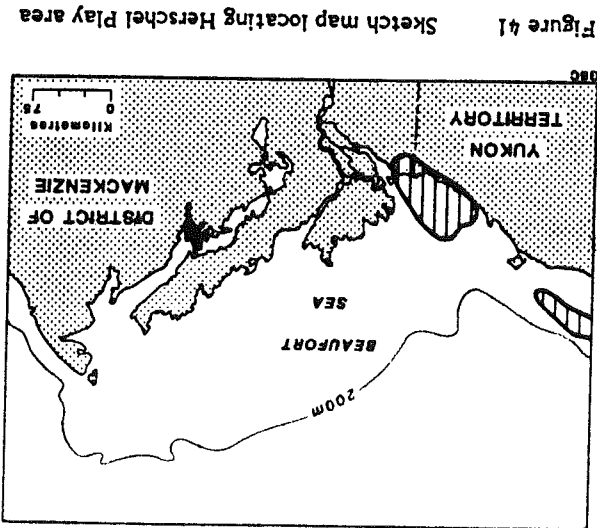 200m
BEAUFORT
SEA
DISTRICT OF
MACKENZIE
YUKON
TERRITORY
Kilometres
0 75
GSC
Figure 41 Sketch map locating Herschel Play area